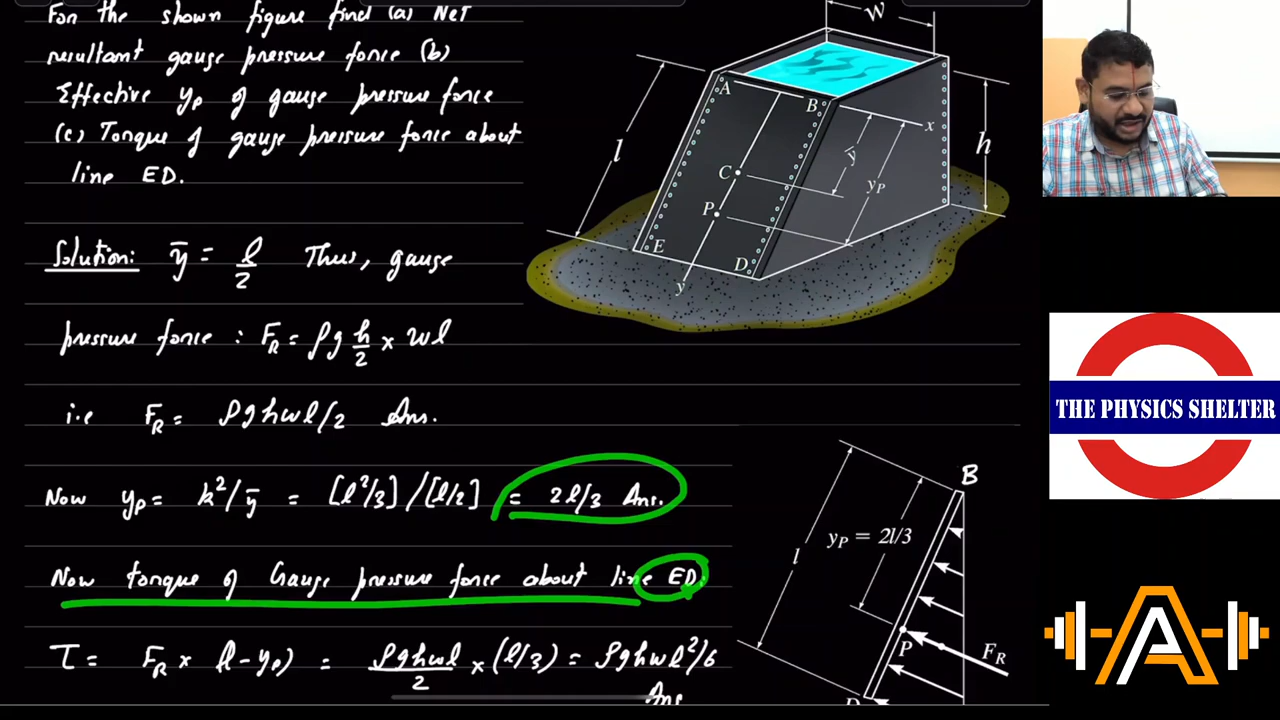 For the shown figure find (a) Net
resultant gauge pressure force (b)
Effective yₚ of gauge pressure force
(c) Torque of gauge pressure force about
line ED.
Solution: ȳ = l/2 Thus, gauge
pressure force : F_R = ρg h/2 × wl
i.e F_R = ρghwl/2 Ans.
Now yₚ = k²/ȳ = [l²/3]/[l/2] = 2l/3 Ans.
Now torque of Gauge pressure force about line ED.
τ = F_R × (l-yₚ) = ρghwl/2 × (l/3) = ρghwl²/6
Ans
w
A
B
x
h
l
C
ȳ
yP
P
E
D
y
B
yP = 2l/3
l
P
FR
D
THE PHYSICS SHELTER